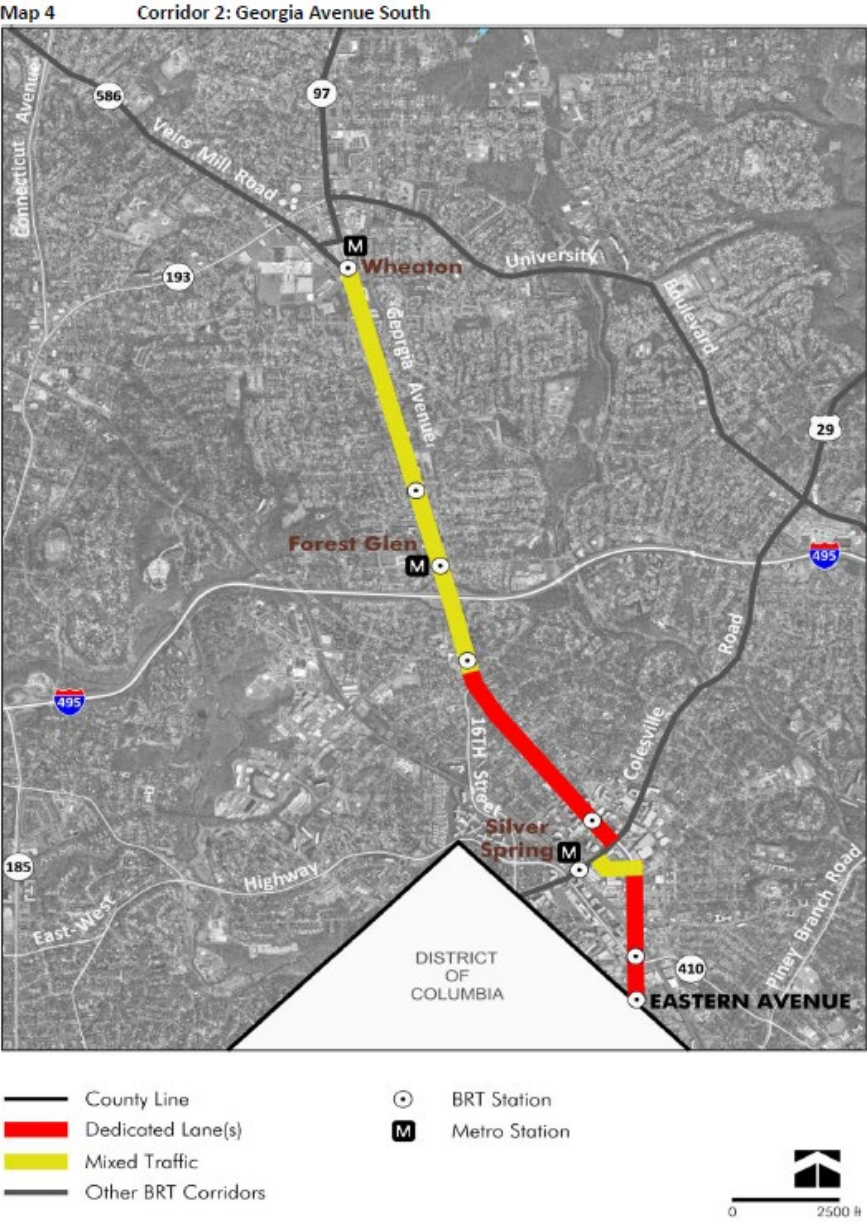 Map 4 Corridor 2: Georgia Avenue South
586
97
Connecticut Avenue
Veirs Mill Road
M
Wheaton
University
Boulevard
193
Georgia Avenue
29
Forest Glen
M
495
495
Road
Colesville
16TH Street
Silver
Spring M
185
Highway
East-West
Piney Branch Road
DISTRICT
OF
COLUMBIA
410
EASTERN AVENUE
County Line
BRT Station
Dedicated Lane(s)
M Metro Station
Mixed Traffic
Other BRT Corridors
0 2500 ft